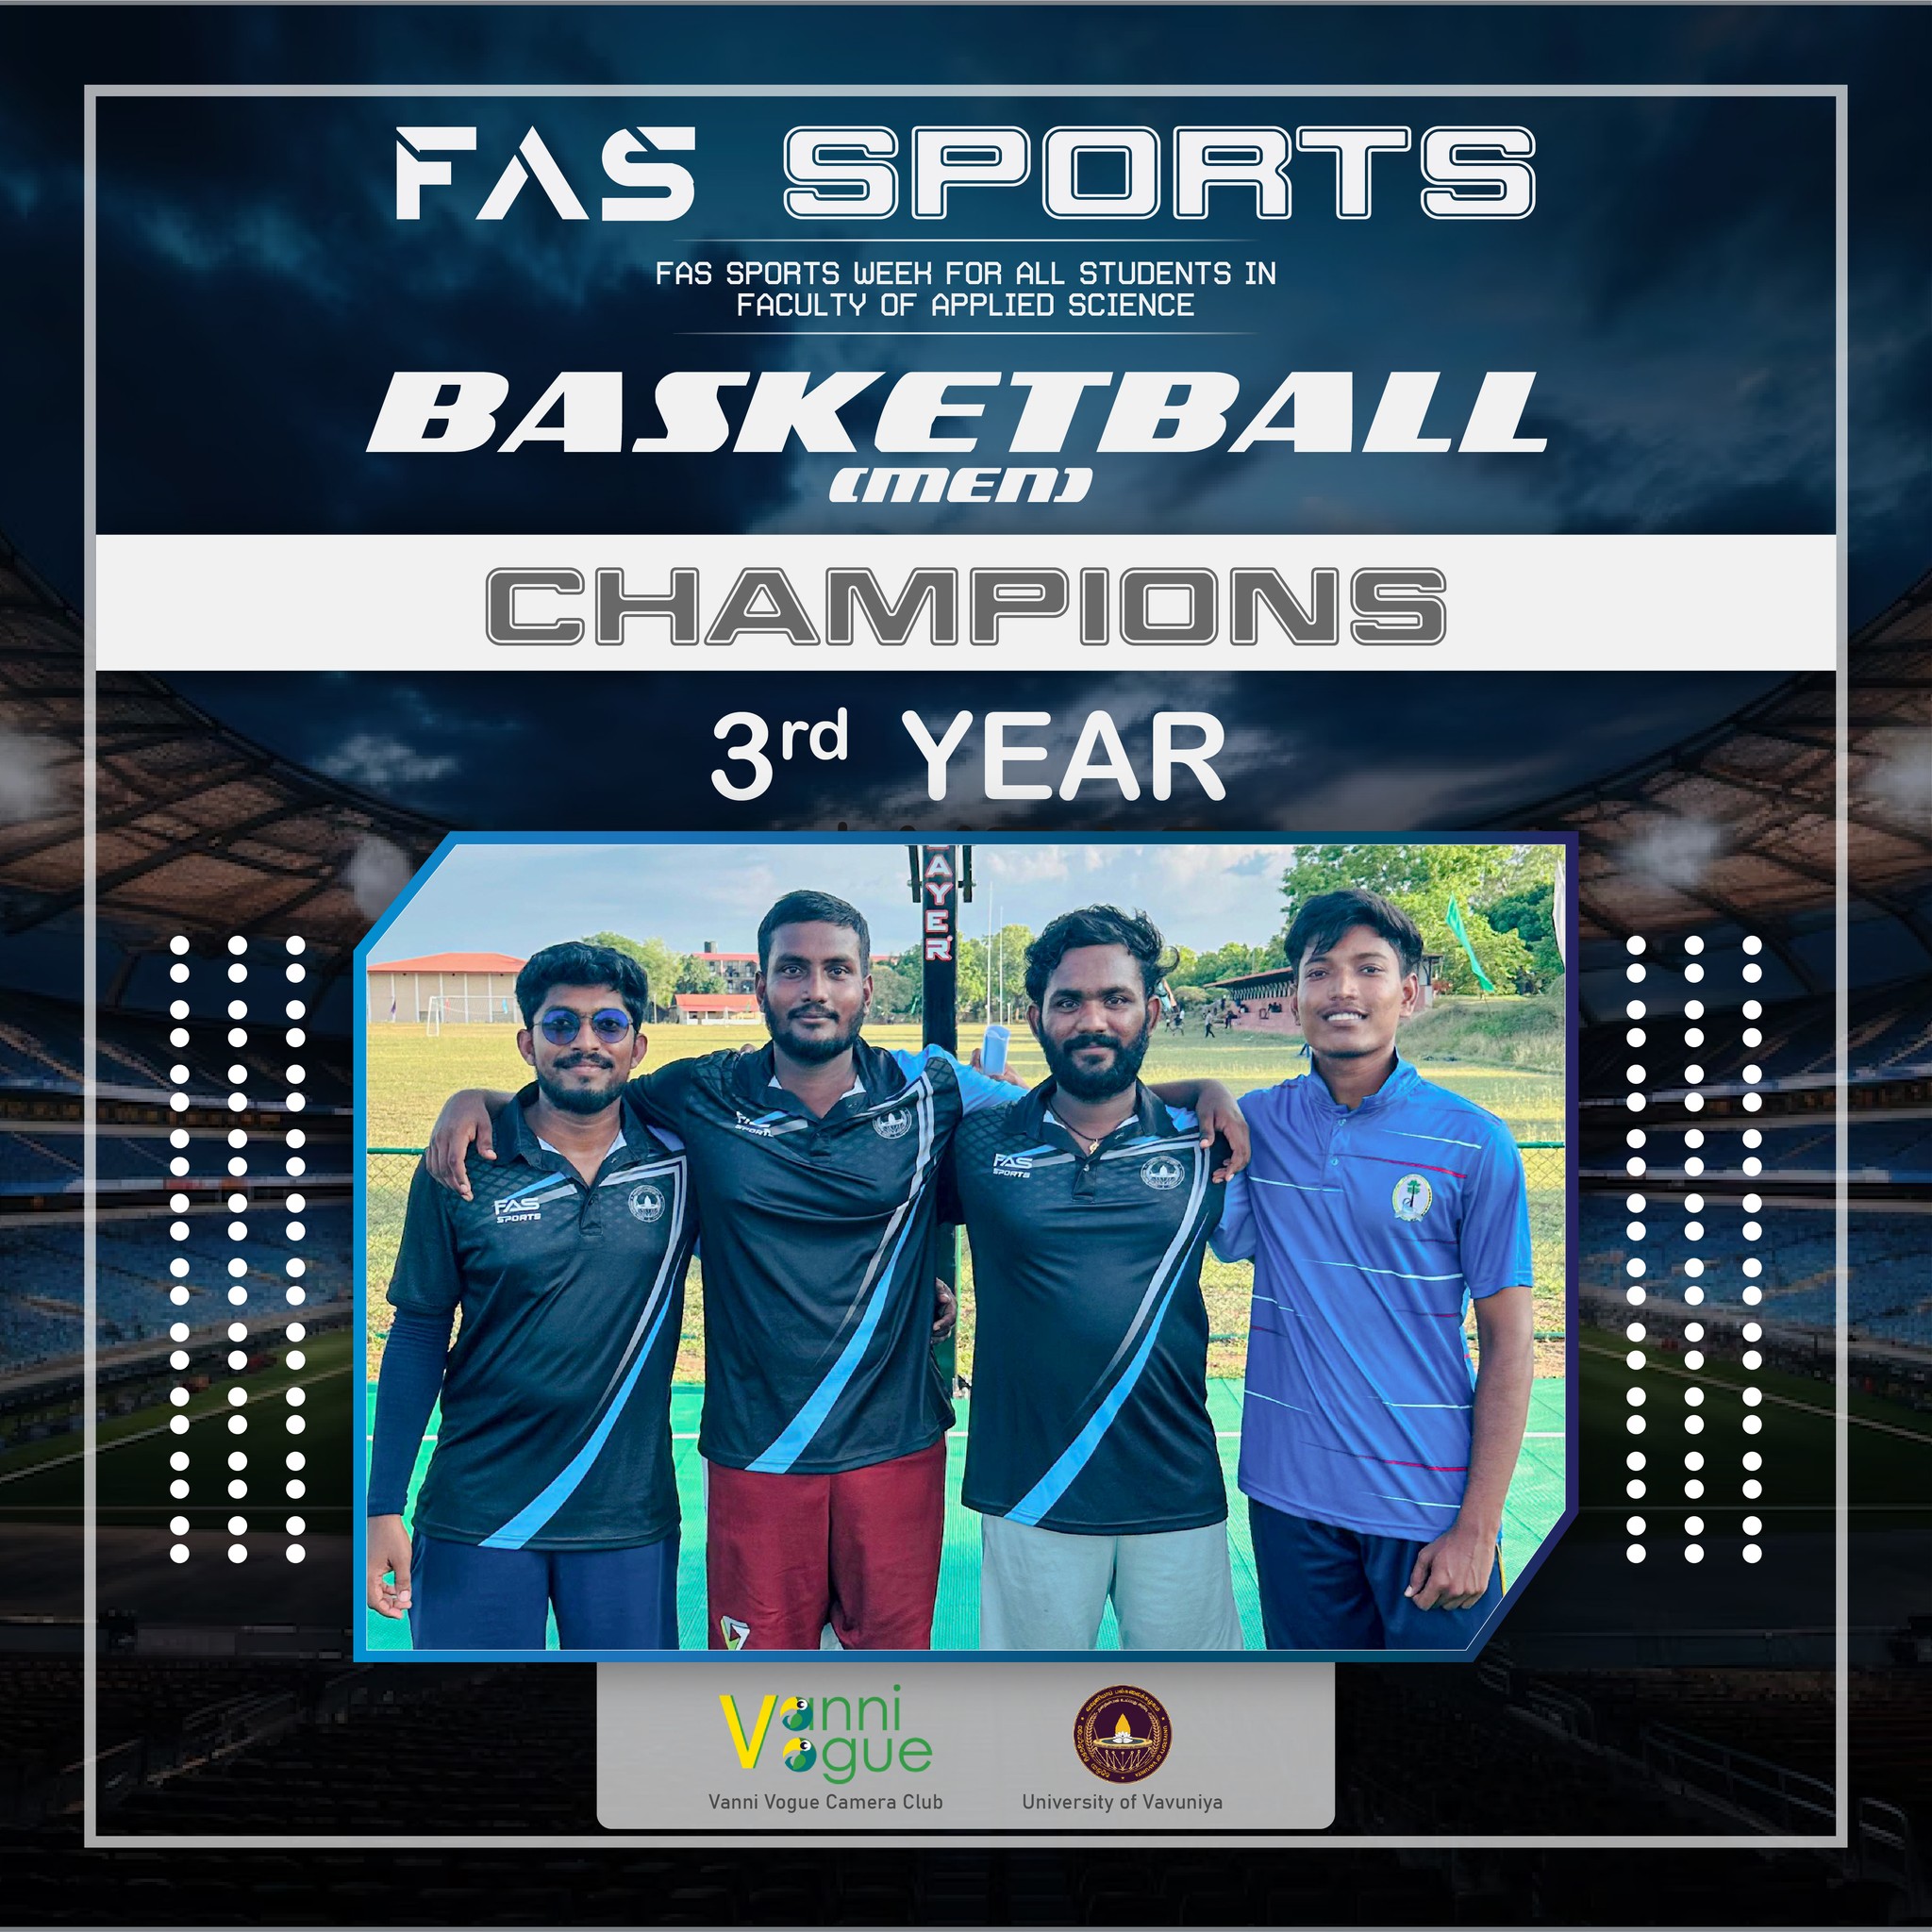 FAS SPORTS
FAS SPORTS WEEK FOR ALL STUDENTS IN
FACULTY OF APPLIED SCIENCE
BASKETBALL
(MEN)
CHAMPIONS
3rd YEAR
AYER
FAS
SPORTS
FAS
SPORTS
Vanni
Vogue
Vanni Vogue Camera Club
University of Vavuniya